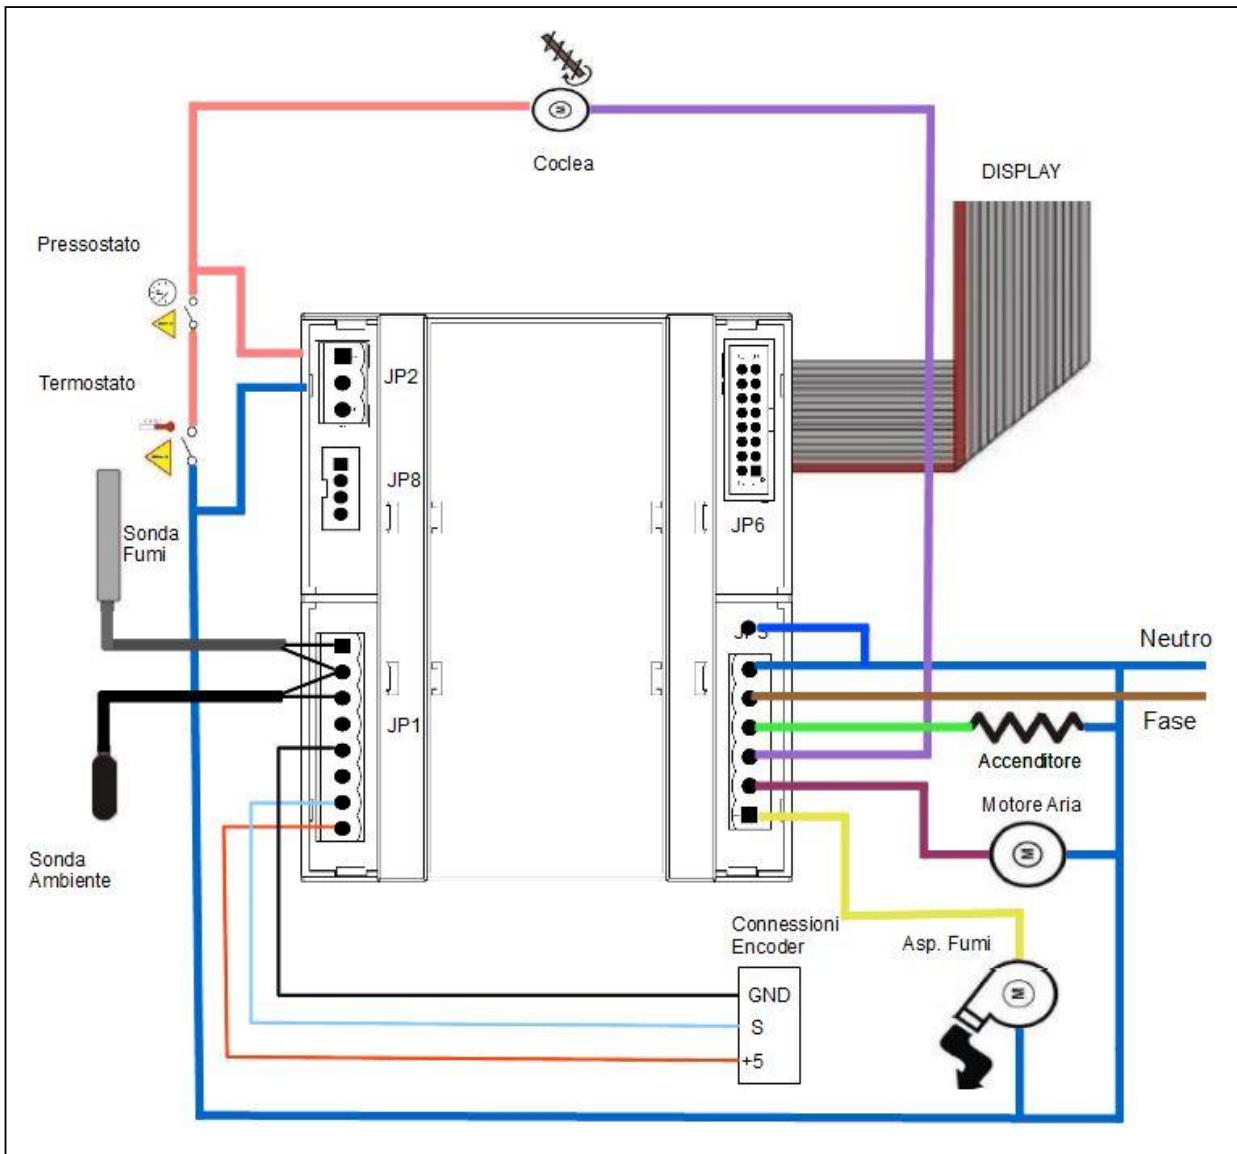 Coclea
DISPLAY
Pressostato
Termostato
JP2
JP8
JP6
Sonda
Fumi
Neutro
Fase
JP1
Accenditore
Motore Aria
Sonda
Ambiente
Connessioni
Encoder
Asp. Fumi
GND
S
+5
M
M
M